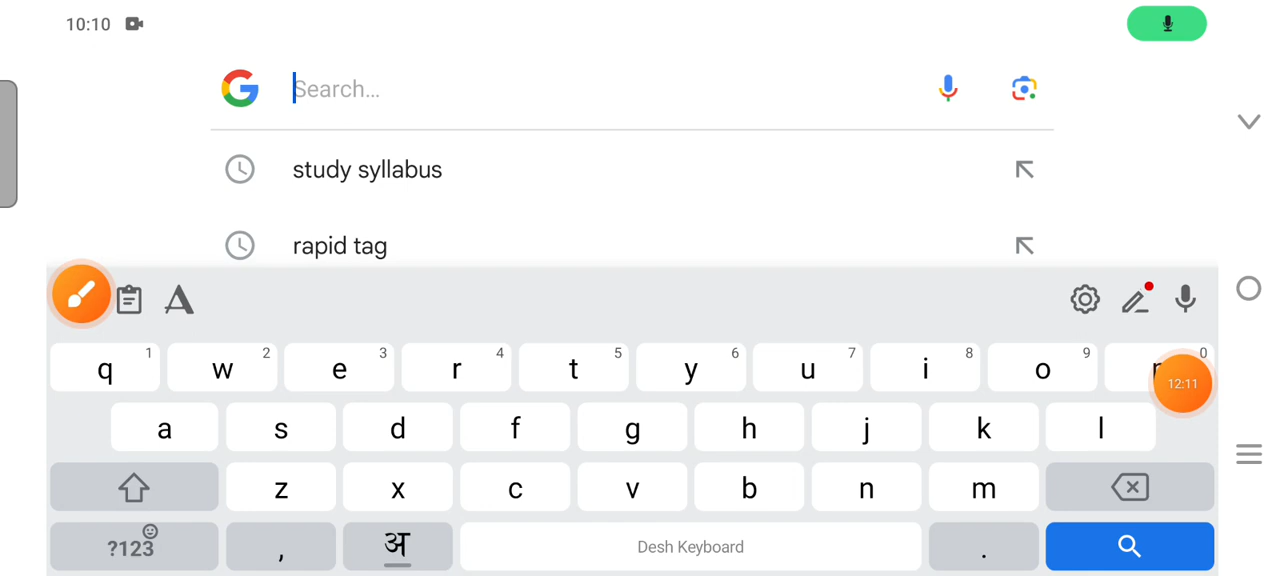 10:10
Search...
study syllabus
rapid tag
q 1 w 2 e 3 r 4 t 5 y 6 u 7 i 8 o 9 0
12:11
a s d f g h j k l
z x c v b n m
?123 , अ Desh Keyboard .